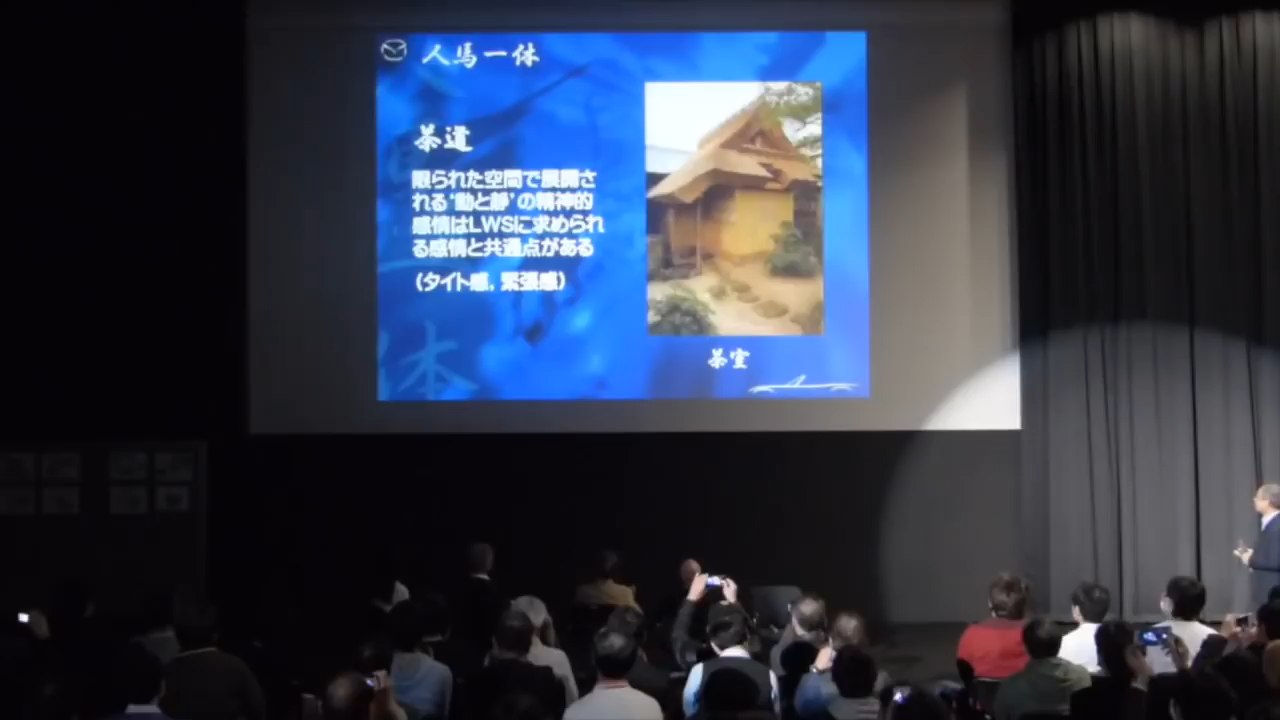 人馬一体
茶道
限られた空間で展開さ
れる‘動と静’の精神的
感情はLWSに求められ
る感情と共通点がある
（タイト感，緊張感）
茶室
体